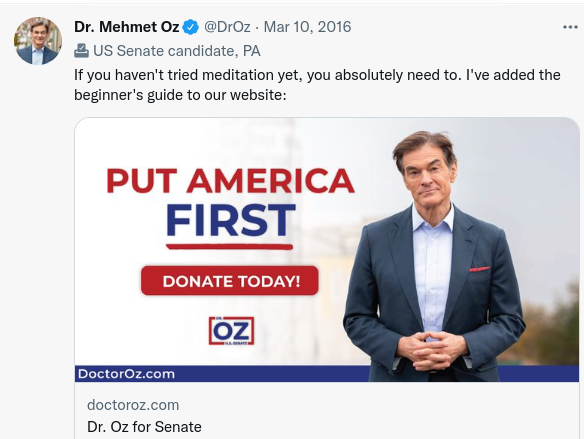 Dr. Mehmet Oz @DrOz · Mar 10, 2016
US Senate candidate, PA
If you haven't tried meditation yet, you absolutely need to. I've added the
beginner's guide to our website:
PUT AMERICA
FIRST
DONATE TODAY!
DR.
OZ
U.S. SENATE
DoctorOz.com
doctoroz.com
Dr. Oz for Senate